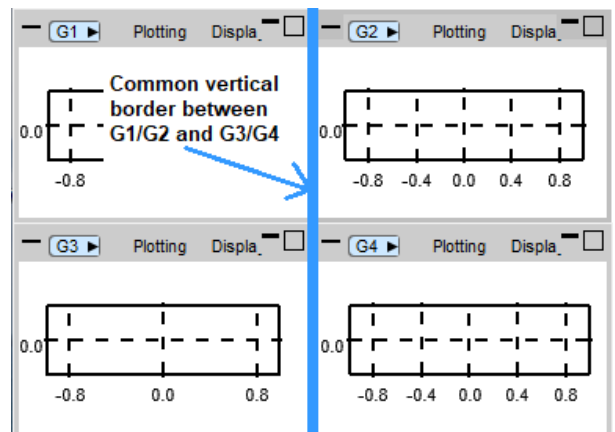 G1 Plotting Displa
G2 Plotting Displa
Common vertical
border between
G1/G2 and G3/G4
0.0
-0.8
0.0
-0.8 -0.4 0.0 0.4 0.8
G3 Plotting Displa
G4 Plotting Displa
0.0
-0.8 0.0 0.8
0.0
-0.8 -0.4 0.0 0.4 0.8